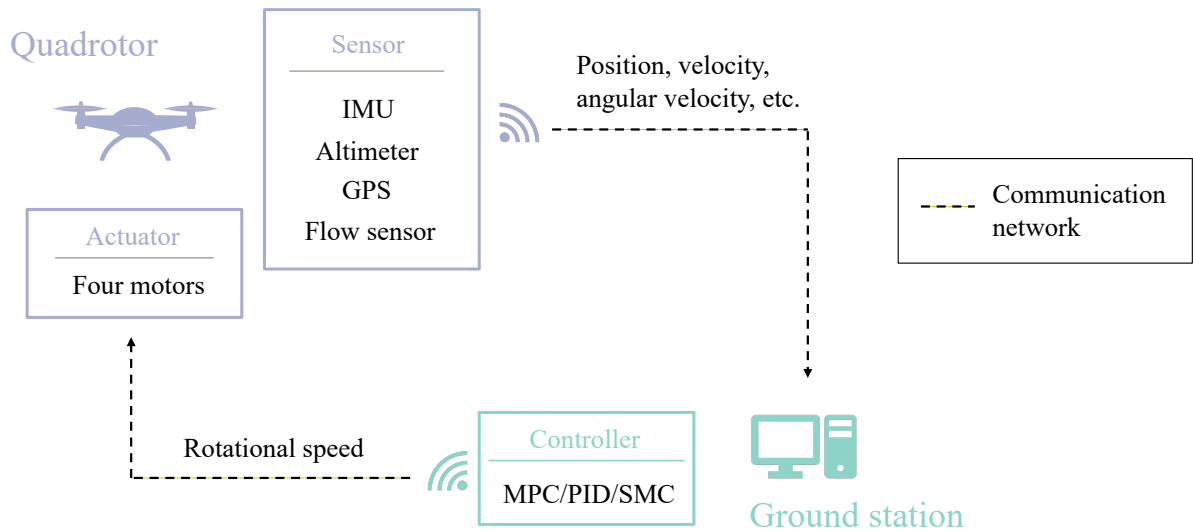 Quadrotor
Sensor
IMU
Altimeter
GPS
Flow sensor
Position, velocity,
angular velocity, etc.
Communication
network
Actuator
Four motors
Rotational speed
Controller
MPC/PID/SMC
Ground station